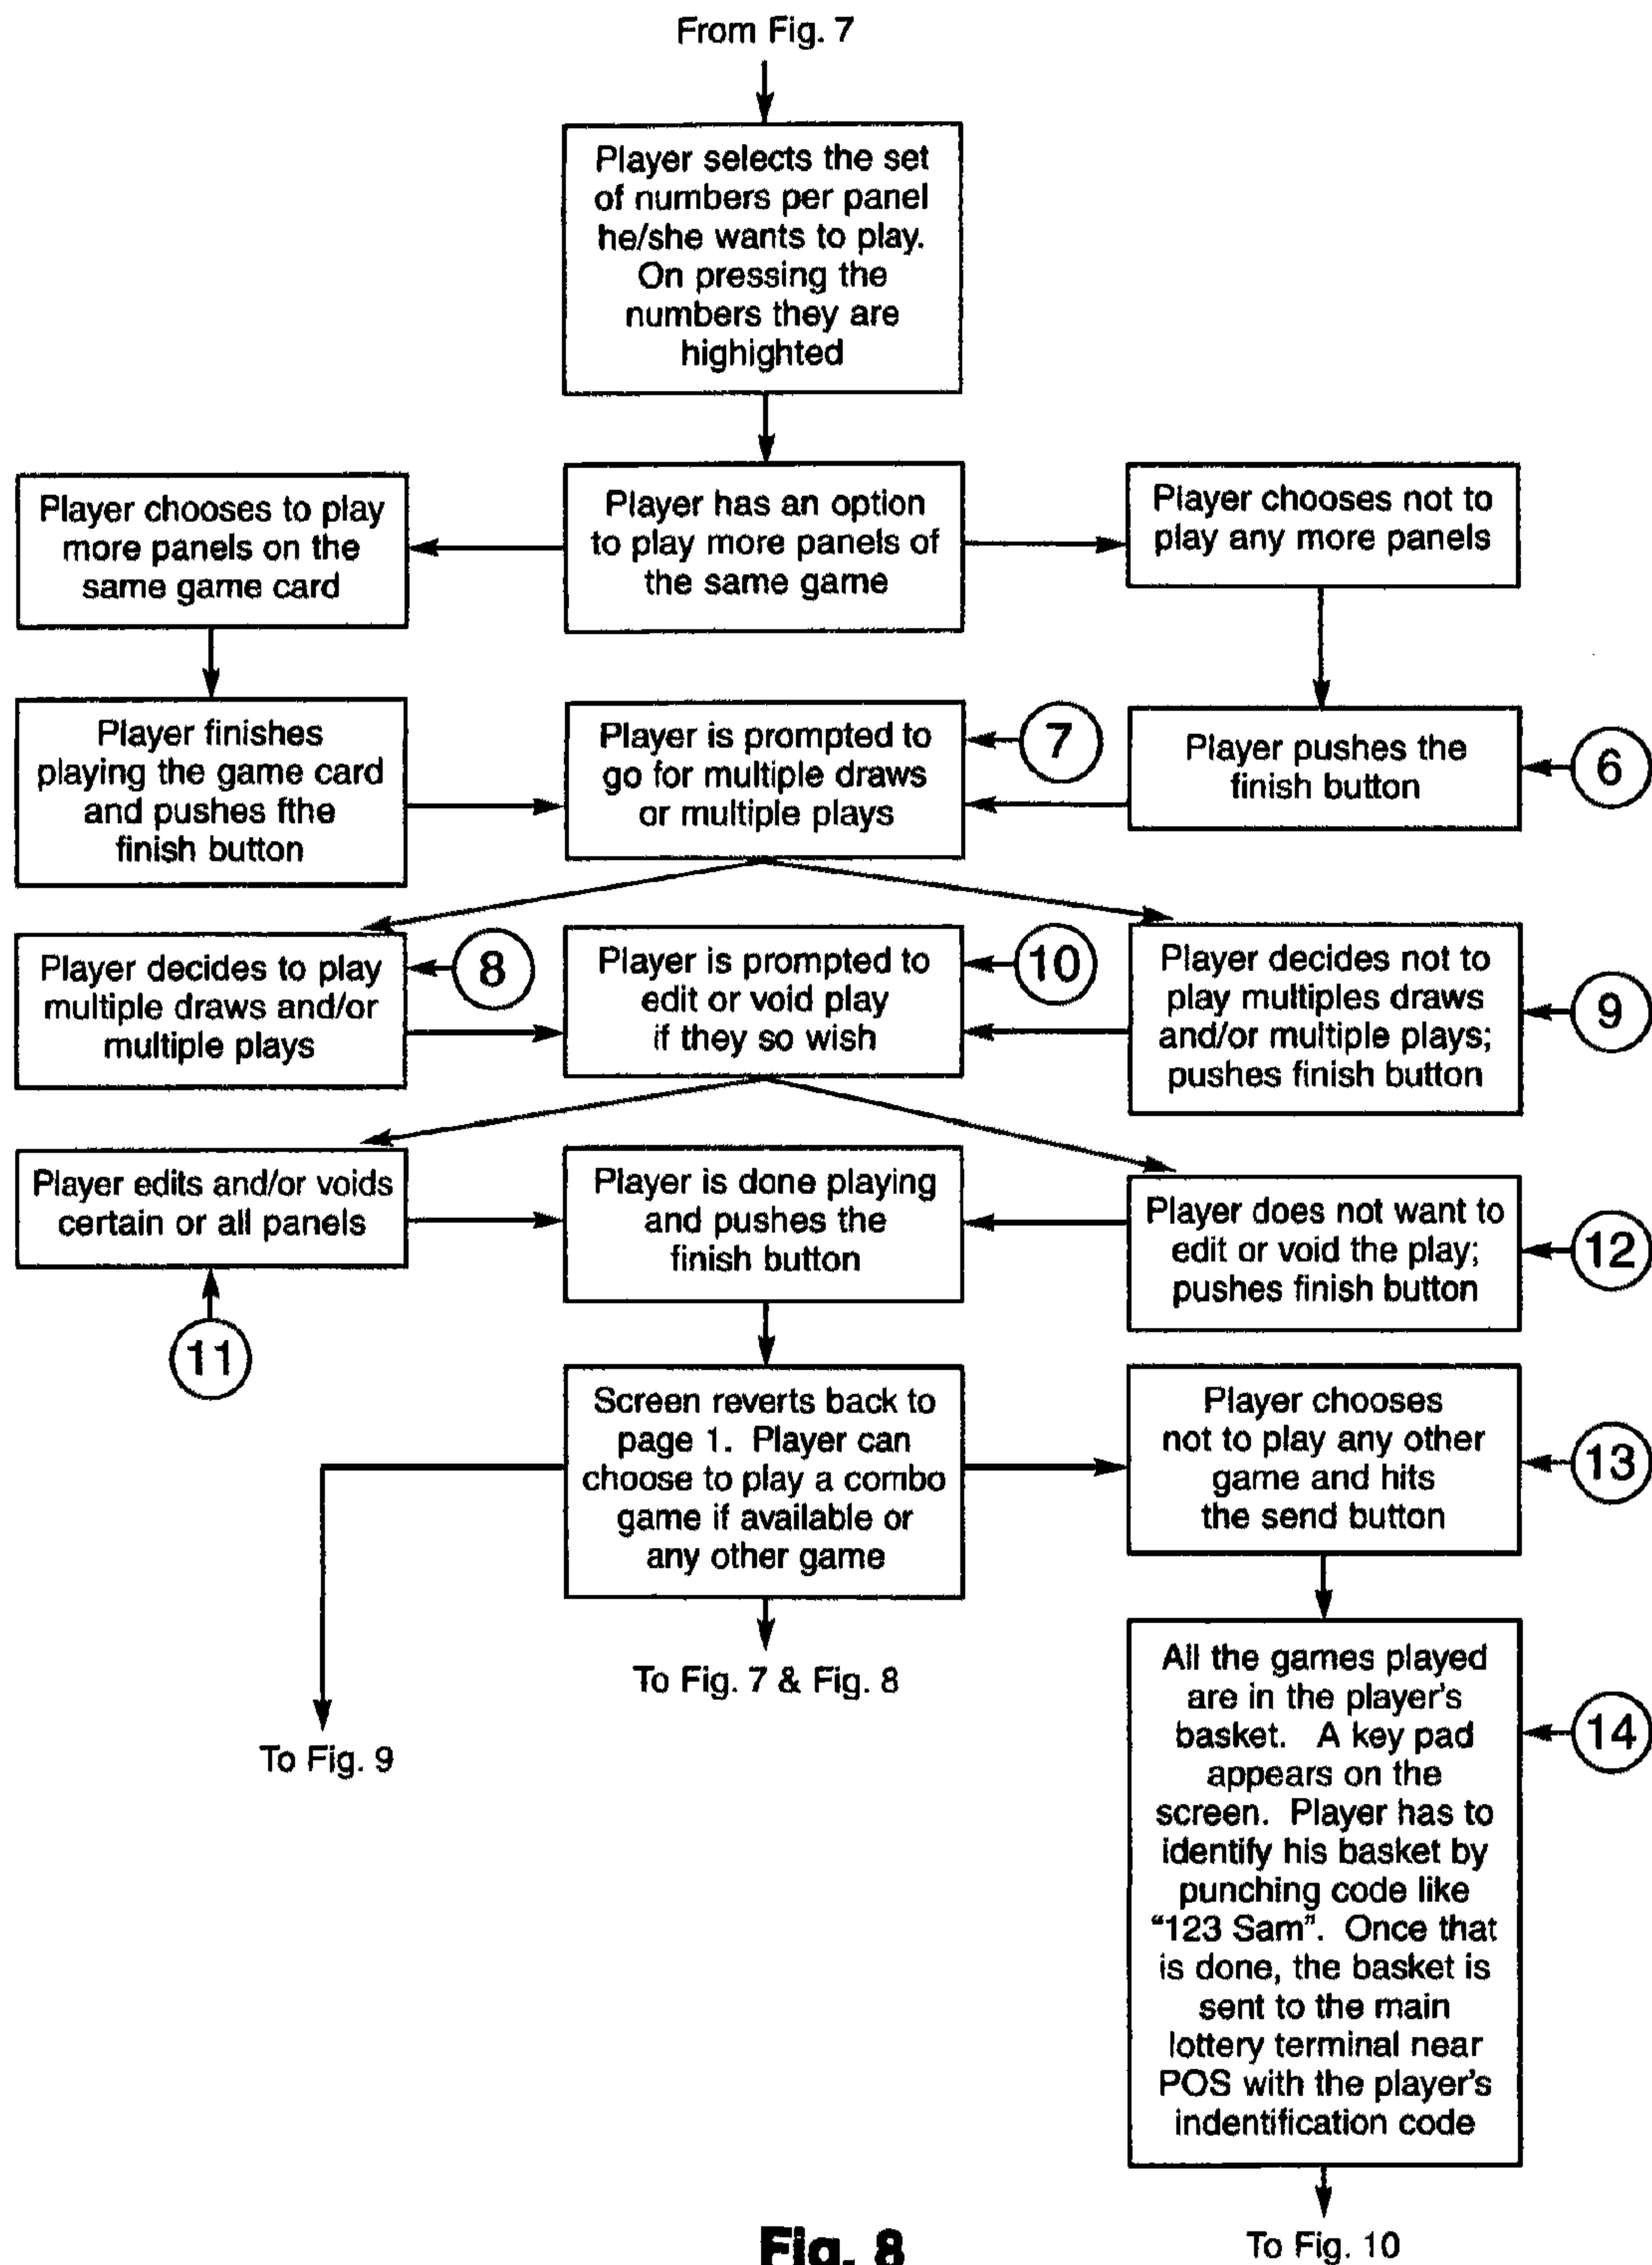 From Fig. 7
Player selects the set
of numbers per panel
he/she wants to play.
On pressing the
numbers they are
highighted
Player chooses to play
more panels on the
same game card
Player has an option
to play more panels of
the same game
Player chooses not to
play any more panels
Player finishes
playing the game card
and pushes fthe
finish button
Player is prompted to
go for multiple draws
or multiple plays
7
Player pushes the
finish button
6
Player decides to play
multiple draws and/or
multiple plays
8
Player is prompted to
edit or void play
if they so wish
10
Player decides not to
play multiples draws
and/or multiple plays;
pushes finish button
9
Player edits and/or voids
certain or all panels
11
Player is done playing
and pushes the
finish button
Player does not want to
edit or void the play;
pushes finish button
12
Screen reverts back to
page 1. Player can
choose to play a combo
game if available or
any other game
Player chooses
not to play any other
game and hits
the send button
13
To Fig. 7 & Fig. 8
To Fig. 9
All the games played
are in the player's
basket. A key pad
appears on the
screen. Player has to
identify his basket by
punching code like
“123 Sam”. Once that
is done, the basket is
sent to the main
lottery terminal near
POS with the player's
indentification code
14
To Fig. 10
Fig. 8